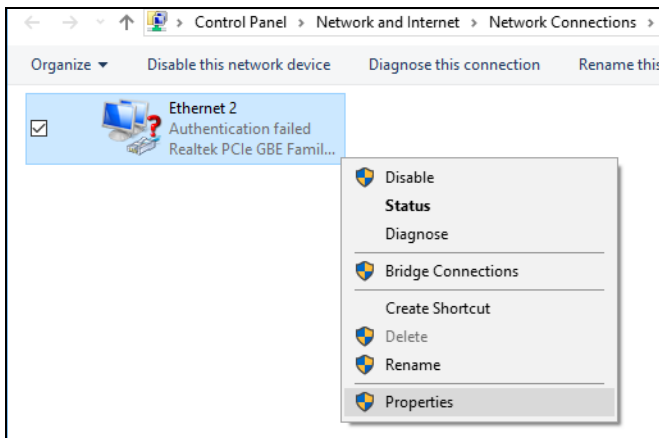 Control Panel > Network and Internet > Network Connections >
Organize Disable this network device Diagnose this connection Rename this
Ethernet 2
Authentication failed
Realtek PCIe GBE Famil...
Disable
Status
Diagnose
Bridge Connections
Create Shortcut
Delete
Rename
Properties